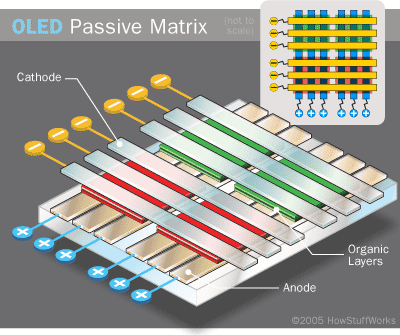 OLED Passive Matrix
(not to
scale)
Cathode
Organic
Layers
Anode
©2005 HowStuffWorks